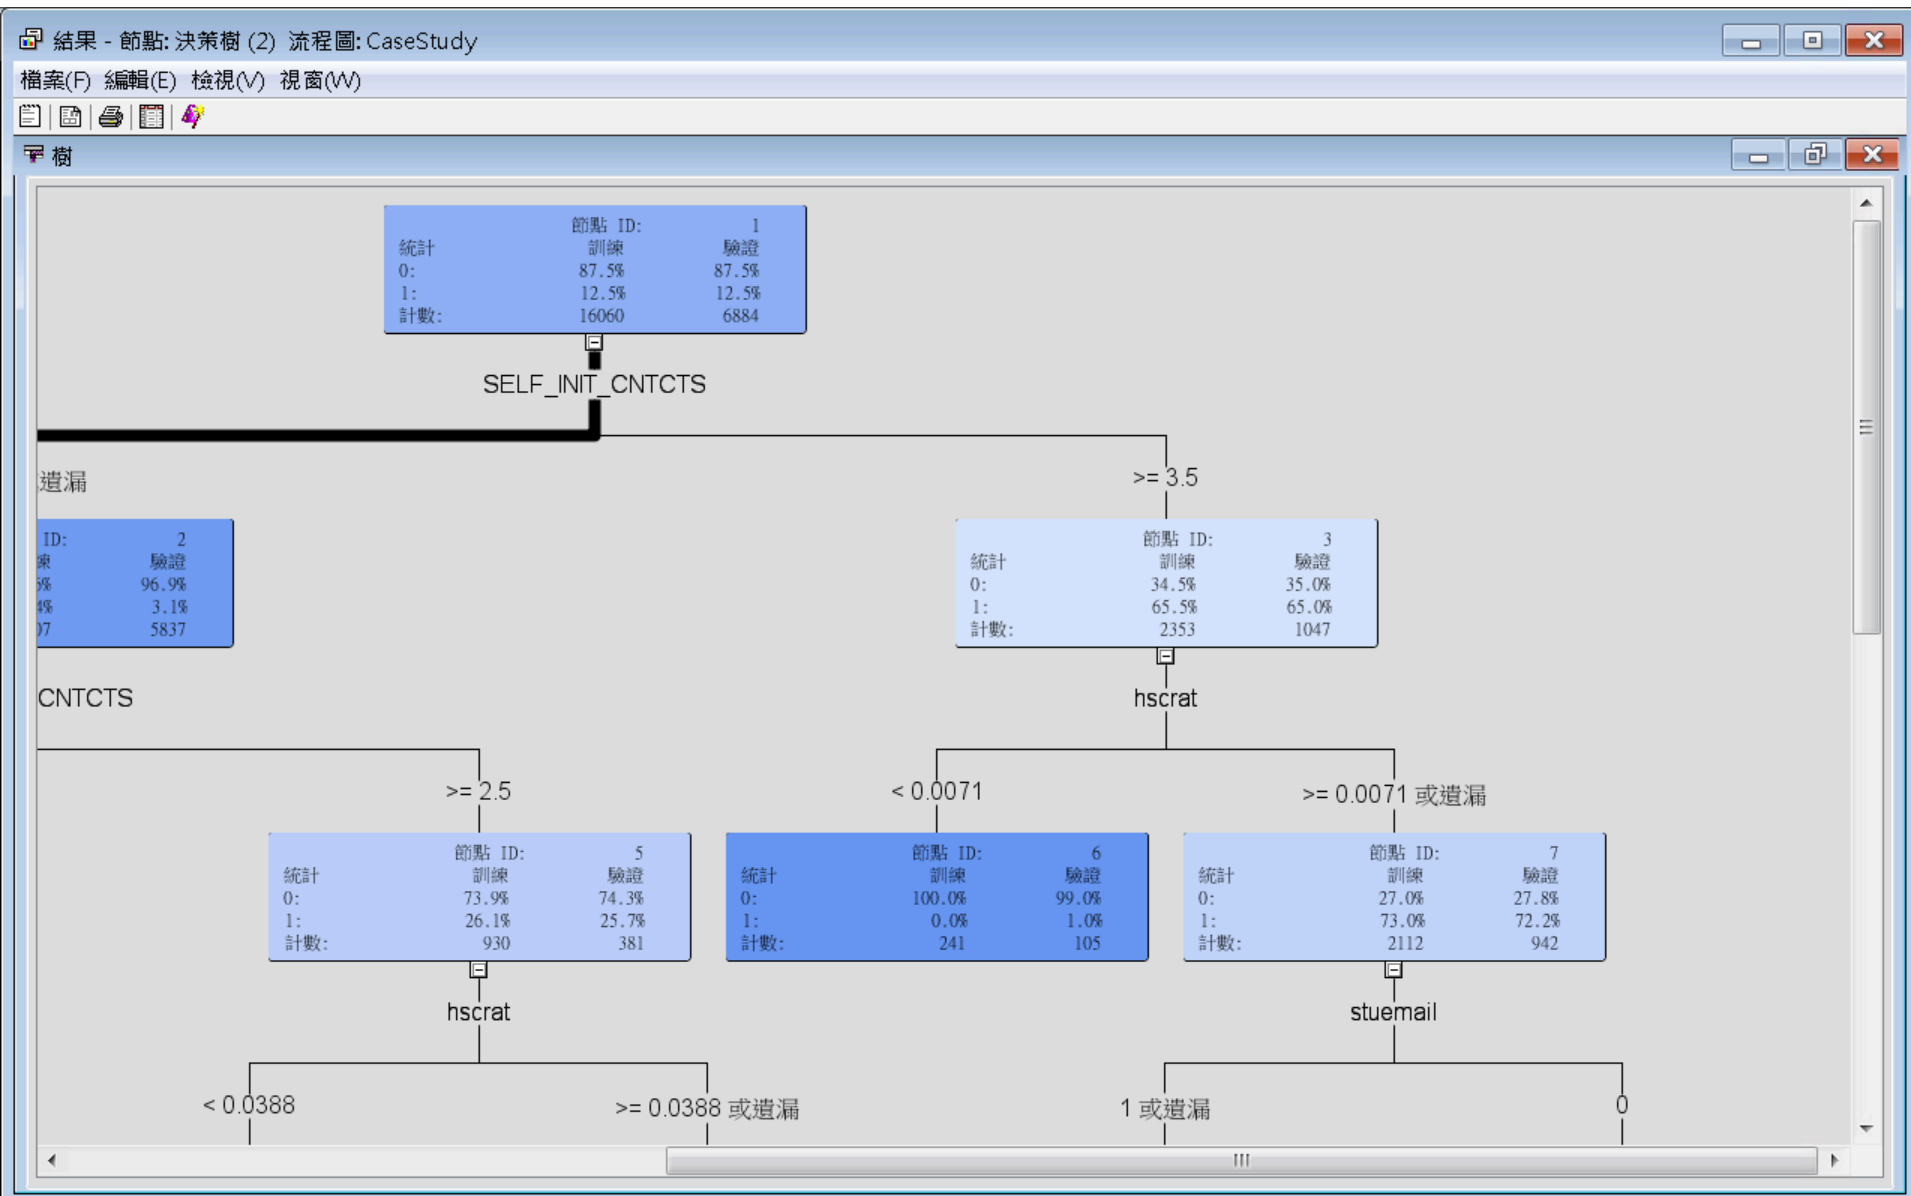 結果 - 節點: 決策樹 (2) 流程圖: CaseStudy
檔案(F) 編輯(E) 檢視(V) 視窗(W)
樹
節點 ID: 1
統計 訓練 驗證
0: 87.5% 87.5%
1: 12.5% 12.5%
計數: 16060 6884
SELF_INIT_CNTCTS
遺漏
>= 3.5
ID: 2
驗證
96.9%
4% 3.1%
07 5837
節點 ID: 3
統計 訓練 驗證
0: 34.5% 35.0%
1: 65.5% 65.0%
計數: 2353 1047
CNTCTS
hscrat
>= 2.5
< 0.0071
>= 0.0071 或遺漏
節點 ID: 5
統計 訓練 驗證
0: 73.9% 74.3%
1: 26.1% 25.7%
計數: 930 381
節點 ID: 6
統計 訓練 驗證
0: 100.0% 99.0%
1: 0.0% 1.0%
計數: 241 105
節點 ID: 7
統計 訓練 驗證
0: 27.0% 27.8%
1: 73.0% 72.2%
計數: 2112 942
hscrat
stuemail
< 0.0388
>= 0.0388 或遺漏
1 或遺漏
0